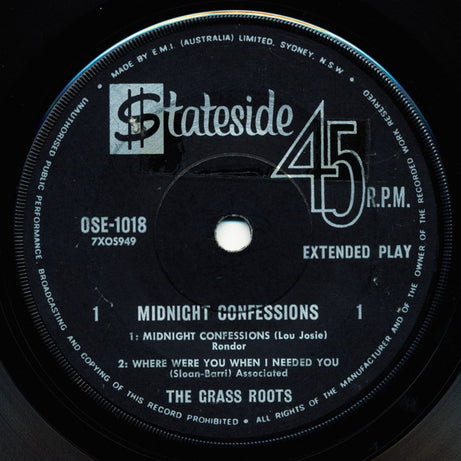 MADE BY E.M.I. (AUSTRALIA) LIMITED, SYDNEY, N.S.W.
$tateside
45
R.P.M.
OSE-1018
7XOS949
EXTENDED PLAY
1 MIDNIGHT CONFESSIONS 1
1: MIDNIGHT CONFESSIONS (Lou Josie)
Rondor
2: WHERE WERE YOU WHEN I NEEDED YOU
(Sloan-Barri) Associated
THE GRASS ROOTS
UNAUTHORISED PUBLIC PERFORMANCE, BROADCASTING AND COPYING OF THIS RECORD PROHIBITED • ALL RIGHTS OF THE MANUFACTURER AND OF THE OWNER OF THE RECORDED WORK RESERVED